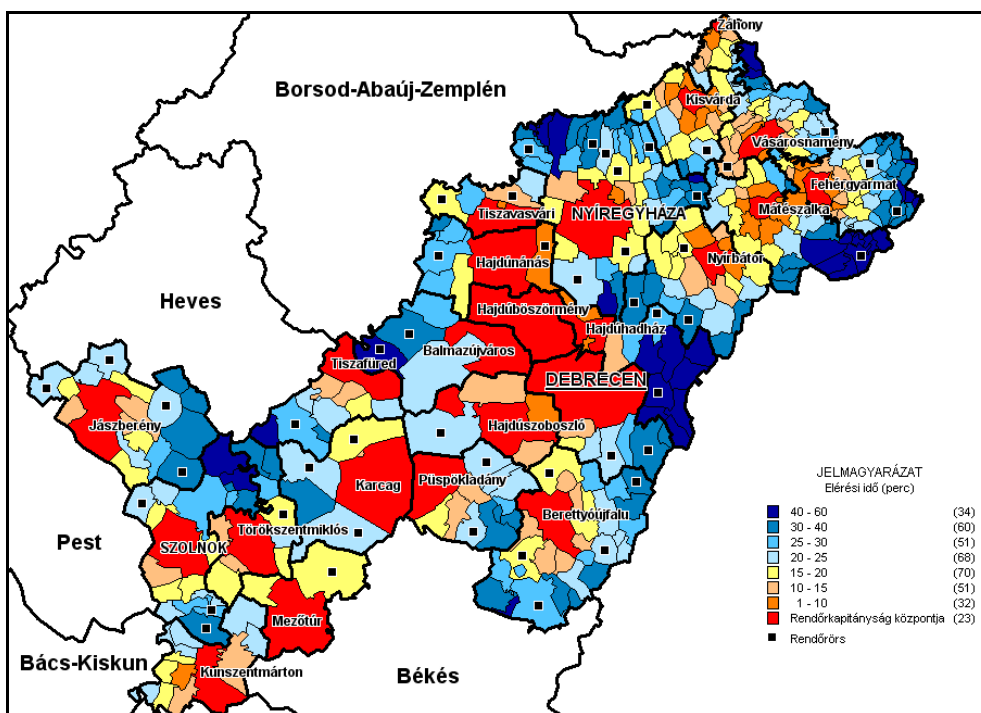 Záhony
Borsod-Abaúj-Zemplén
Kisvárda
Vásárosnamény
Fehérgyarmat
Tiszavasvári
NYÍREGYHÁZA
Mátészalka
Nyírbátor
Hajdúnánás
Heves
Hajdúböszörmény
Hajdúhadház
Balmazújváros
Tiszafüred
DEBRECEN
Jászberény
Hajdúszoboszló
JELMAGYARÁZAT
Elérési idő (perc)
Karcag
Püspökladány
40 - 60 (34)
Berettyóújfalu
30 - 40 (60)
Törökszentmiklós
25 - 30 (51)
Pest
SZOLNOK
20 - 25 (68)
15 - 20 (70)
10 - 15 (51)
1 - 10 (32)
Mezőtúr
Rendőrkapitányság központja (23)
Rendőrörs
Bács-Kiskun
Kunszentmárton
Békés